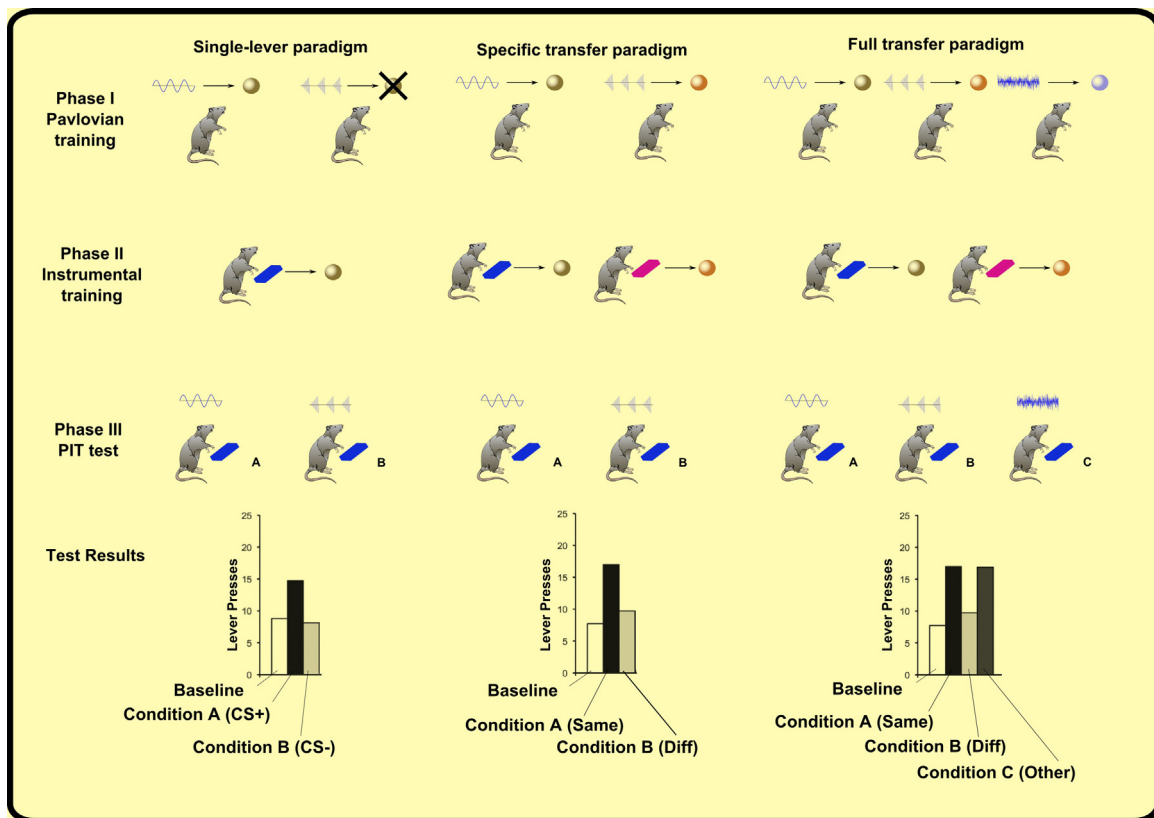 Single-lever paradigm
Specific transfer paradigm
Full transfer paradigm
Phase I
Pavlovian
training
Phase II
Instrumental
training
Phase III
PIT test
A
B
A
B
A
B
C
Test Results
Lever Presses
25
20
15
10
5
0
Baseline
Condition A (CS+)
Condition B (CS-)
Lever Presses
25
20
15
10
5
0
Baseline
Condition A (Same)
Condition B (Diff)
Lever Presses
25
20
15
10
5
0
Baseline
Condition A (Same)
Condition B (Diff)
Condition C (Other)